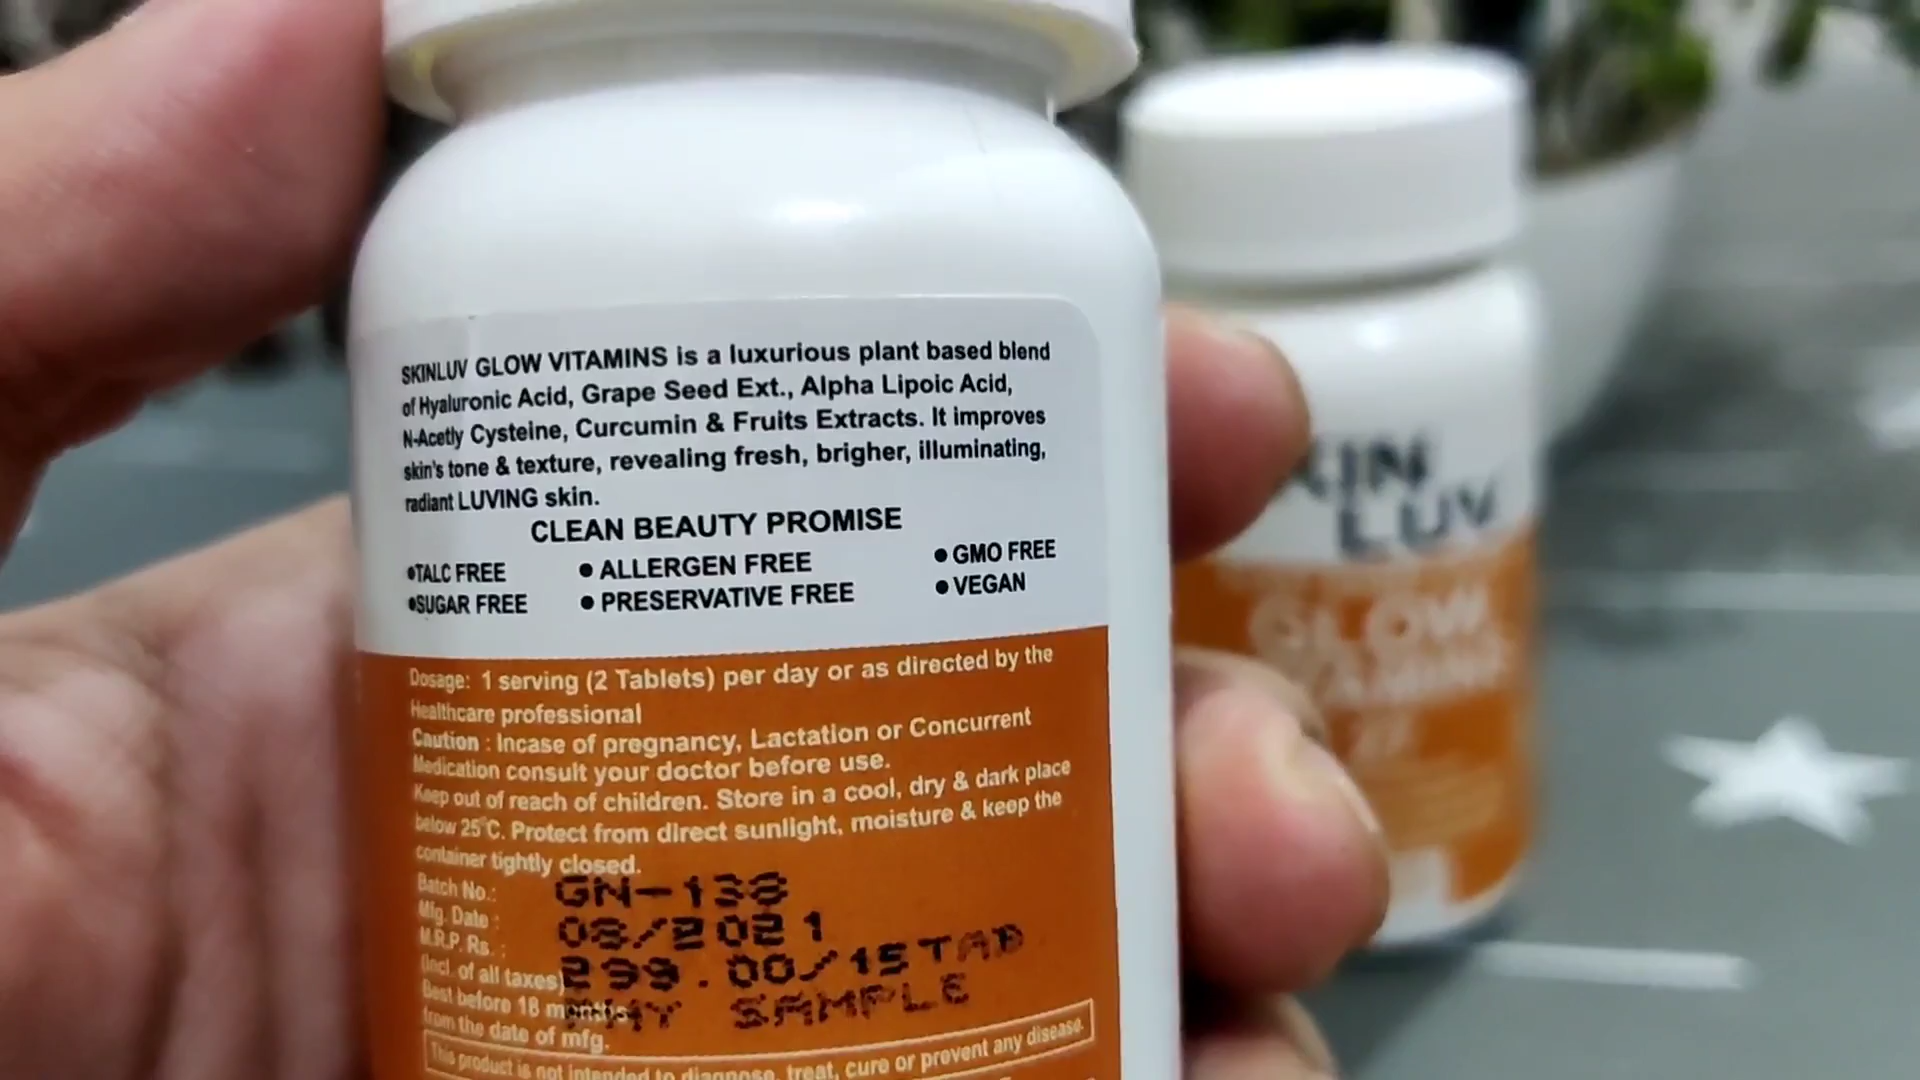 SKINLUV GLOW VITAMINS is a luxurious plant based blend
of Hyaluronic Acid, Grape Seed Ext., Alpha Lipoic Acid,
N-Acetly Cysteine, Curcumin & Fruits Extracts. It improves
skin's tone & texture, revealing fresh, brigher, illuminating,
radiant LUVING skin.
CLEAN BEAUTY PROMISE
•TALC FREE • ALLERGEN FREE • GMO FREE
•SUGAR FREE • PRESERVATIVE FREE • VEGAN
Dosage: 1 serving (2 Tablets) per day or as directed by the
Healthcare professional
Caution : Incase of pregnancy, Lactation or Concurrent
Medication consult your doctor before use.
Keep out of reach of children. Store in a cool, dry & dark place
below 25°C. Protect from direct sunlight, moisture & keep the
container tightly closed.
Batch No.: GN-138
Mfg. Date : 08/2021
M.R.P. Rs. : 299.00/15TAB
(Incl. of all taxes)
SAMPLE
Best before 18 months
from the date of mfg.
This product is not intended to diagnose, treat, cure or prevent any disease.
KIN
LUV
GLOW